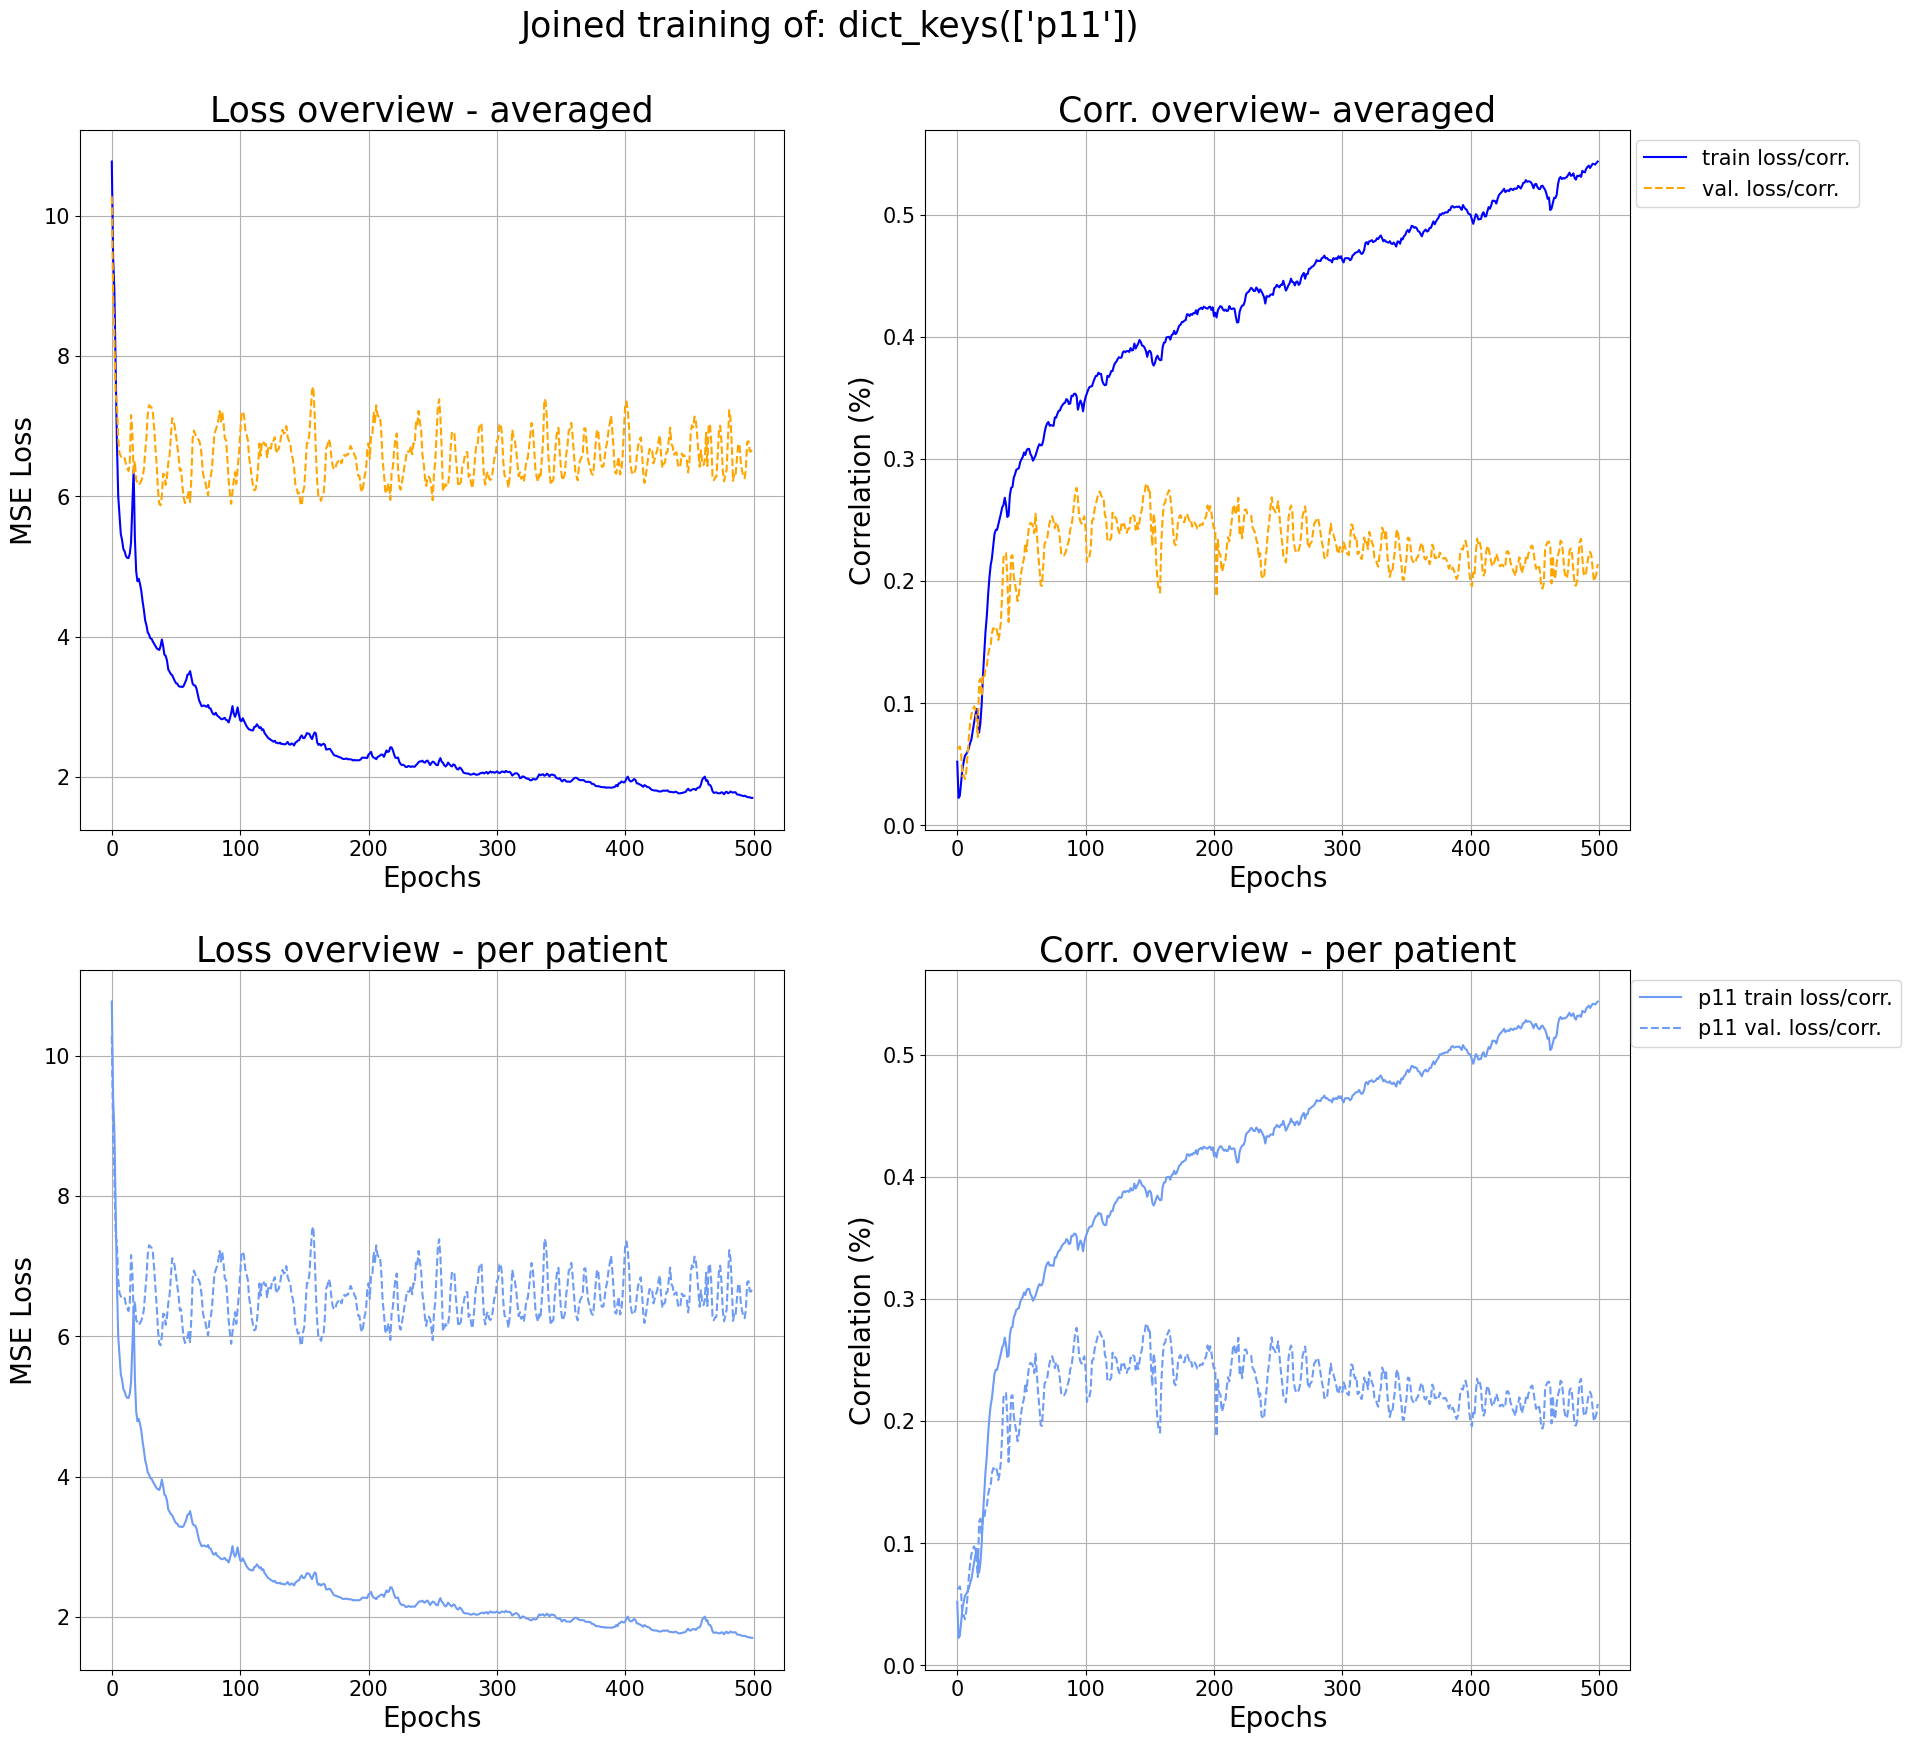 Joined training of: dict_keys(['p11'])
Loss overview - averaged
Corr. overview- averaged
MSE Loss
10
8
6
4
2
0 100 200 300 400 500
Epochs
Correlation (%)
0.5
0.4
0.3
0.2
0.1
0.0
0 100 200 300 400 500
Epochs
train loss/corr.
val. loss/corr.
Loss overview - per patient
Corr. overview - per patient
MSE Loss
10
8
6
4
2
0 100 200 300 400 500
Epochs
Correlation (%)
0.5
0.4
0.3
0.2
0.1
0.0
0 100 200 300 400 500
Epochs
p11 train loss/corr.
p11 val. loss/corr.